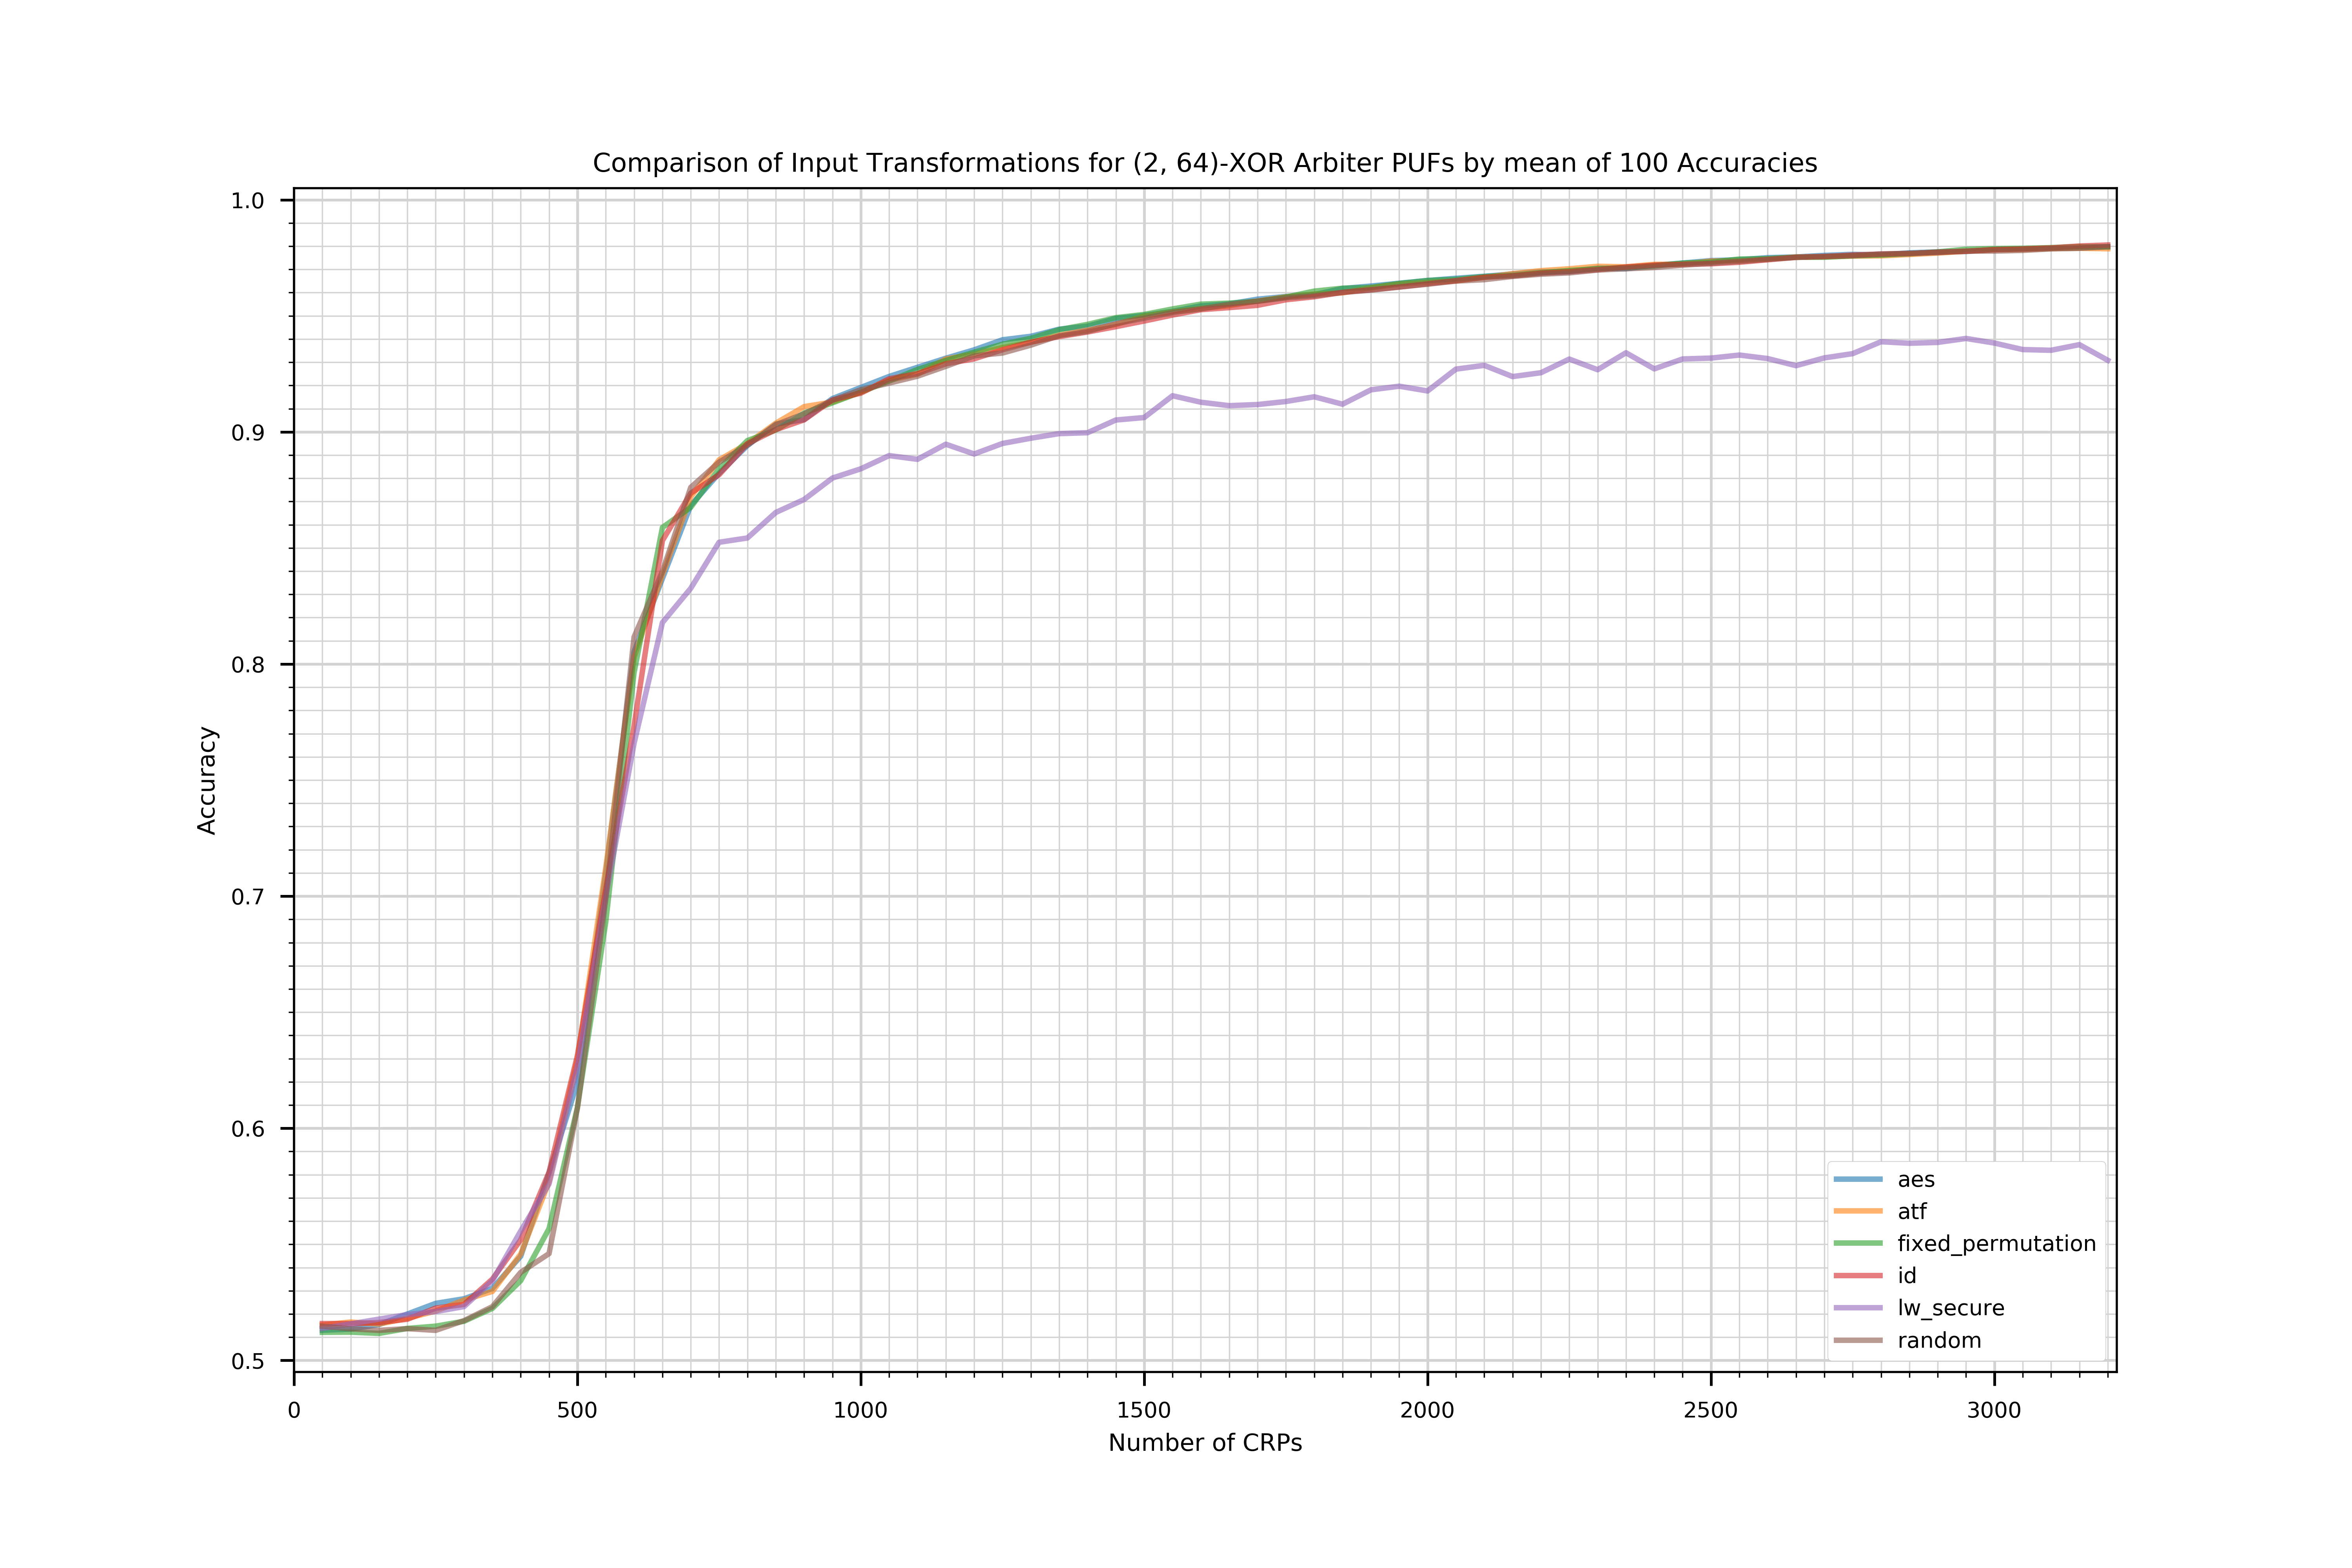 Comparison of Input Transformations for (2, 64)-XOR Arbiter PUFs by mean of 100 Accuracies
1.0
0.9
0.8
0.7
0.6
0.5
Accuracy
0 500 1000 1500 2000 2500 3000
Number of CRPs
aes
atf
fixed_permutation
id
lw_secure
random